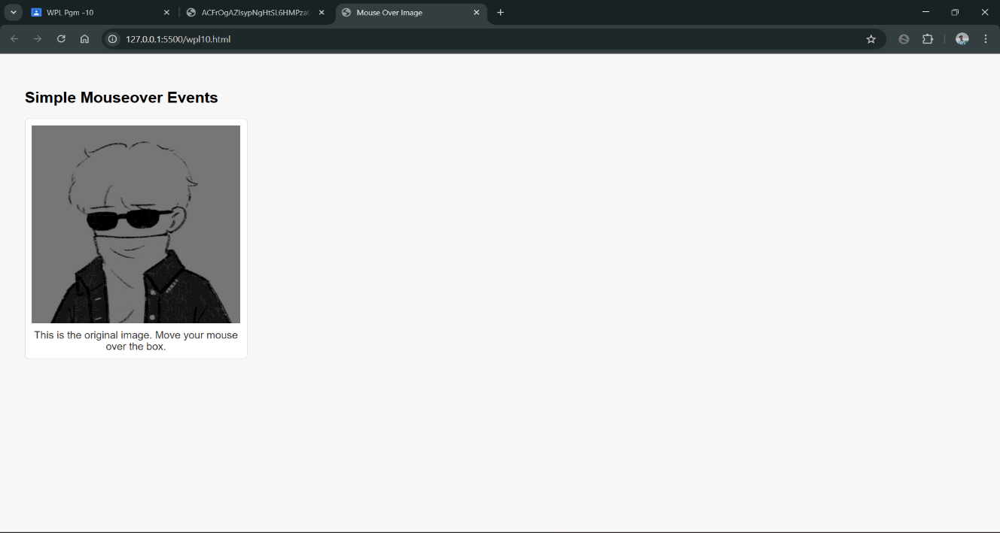 WPL Pgm -10
ACFrOgAZIsypNgHtSL6HMPza
Mouse Over Image
127.0.0.1:5500/wpl10.html
Simple Mouseover Events
This is the original image. Move your mouse
over the box.